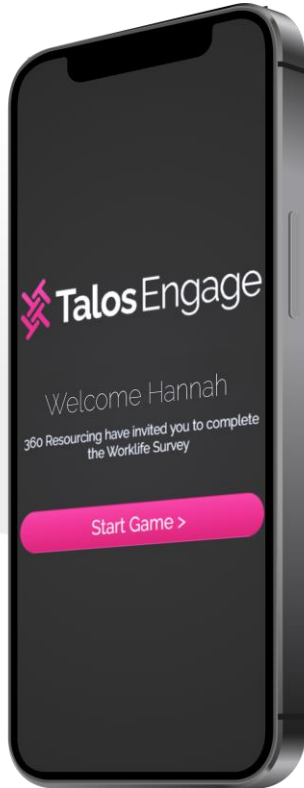 Talos Engage
Welcome Hannah
360 Resourcing have invited you to complete
the Worklife Survey
Start Game >